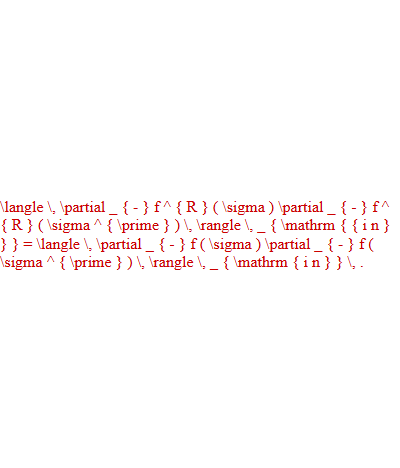 \langle \, \partial _ { - } f ^ { R } ( \sigma ) \partial _ { - } f ^
{ R } ( \sigma ^ { \prime } ) \, \rangle \, _ { \mathrm { { i n }
} } = \langle \, \partial _ { - } f ( \sigma ) \partial _ { - } f (
\sigma ^ { \prime } ) \, \rangle \, _ { \mathrm { i n } } \, .